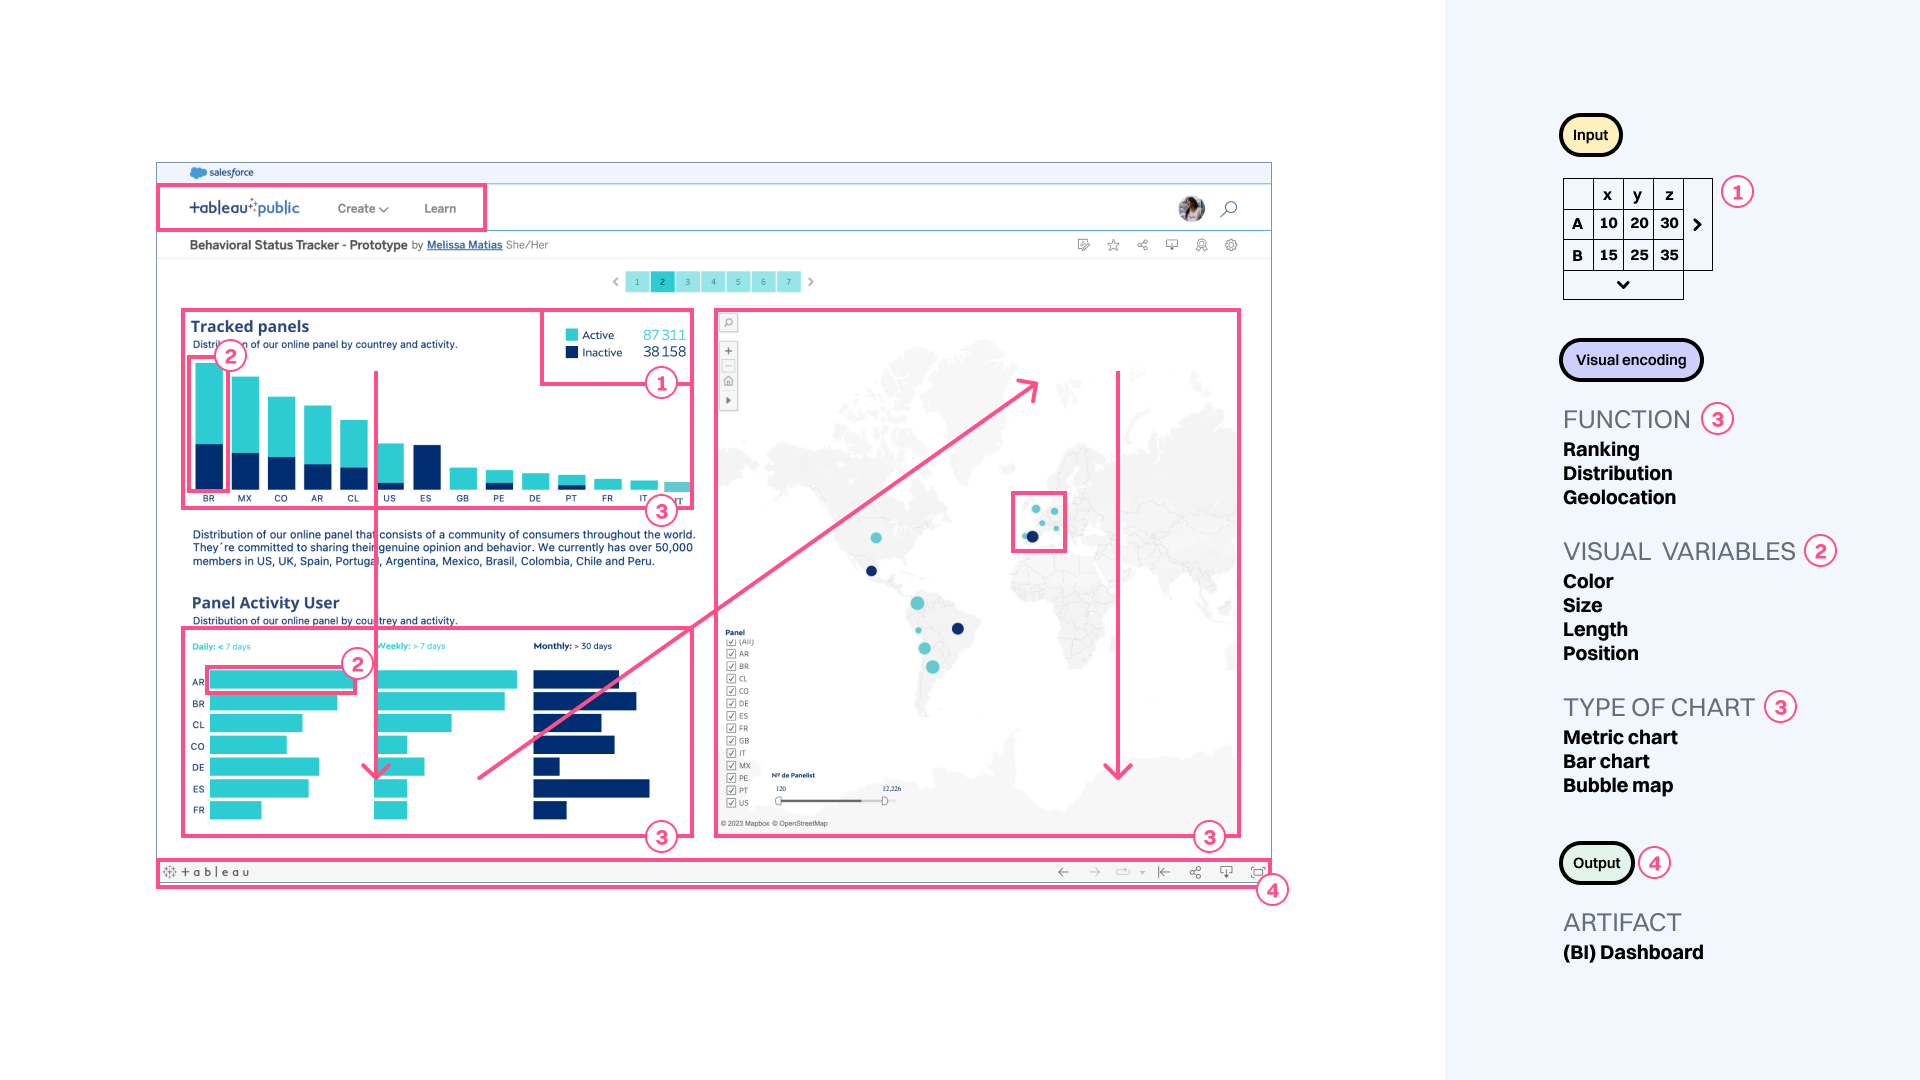 salesforce
+ableau public
Create
Learn
Behavioral Status Tracker - Prototype by Melissa Matias She/Her
1 2 3 4 5 6 7
Tracked panels
Distribution of our online panel by countrey and activity.
Active 87 311
Inactive 38 158
2
1
BR MX CO AR CL US ES GB PE DE PT FR IT
3
Distribution of our online panel that consists of a community of consumers throughout the world.
They´re committed to sharing their genuine opinion and behavior. We currently has over 50,000
members in US, UK, Spain, Portugal, Argentina, Mexico, Brasil, Colombia, Chile and Peru.
Panel Activity User
Distribution of our online panel by countrey and activity.
Daily: < 7 days
Weekly: > 7 days
Monthly: > 30 days
2
AR
BR
CL
CO
DE
ES
FR
3
Panel
(All)
AR
BR
CL
CO
DE
ES
FR
GB
IT
MX
PE
PT
US
Nº de Panelist
120 12,226
© 2023 Mapbox © OpenStreetMap
3
+ableau
4
Input
x y z
A 10 20 30
B 15 25 35
1
Visual encoding
FUNCTION 3
Ranking
Distribution
Geolocation
VISUAL VARIABLES 2
Color
Size
Length
Position
TYPE OF CHART 3
Metric chart
Bar chart
Bubble map
Output 4
ARTIFACT
(BI) Dashboard